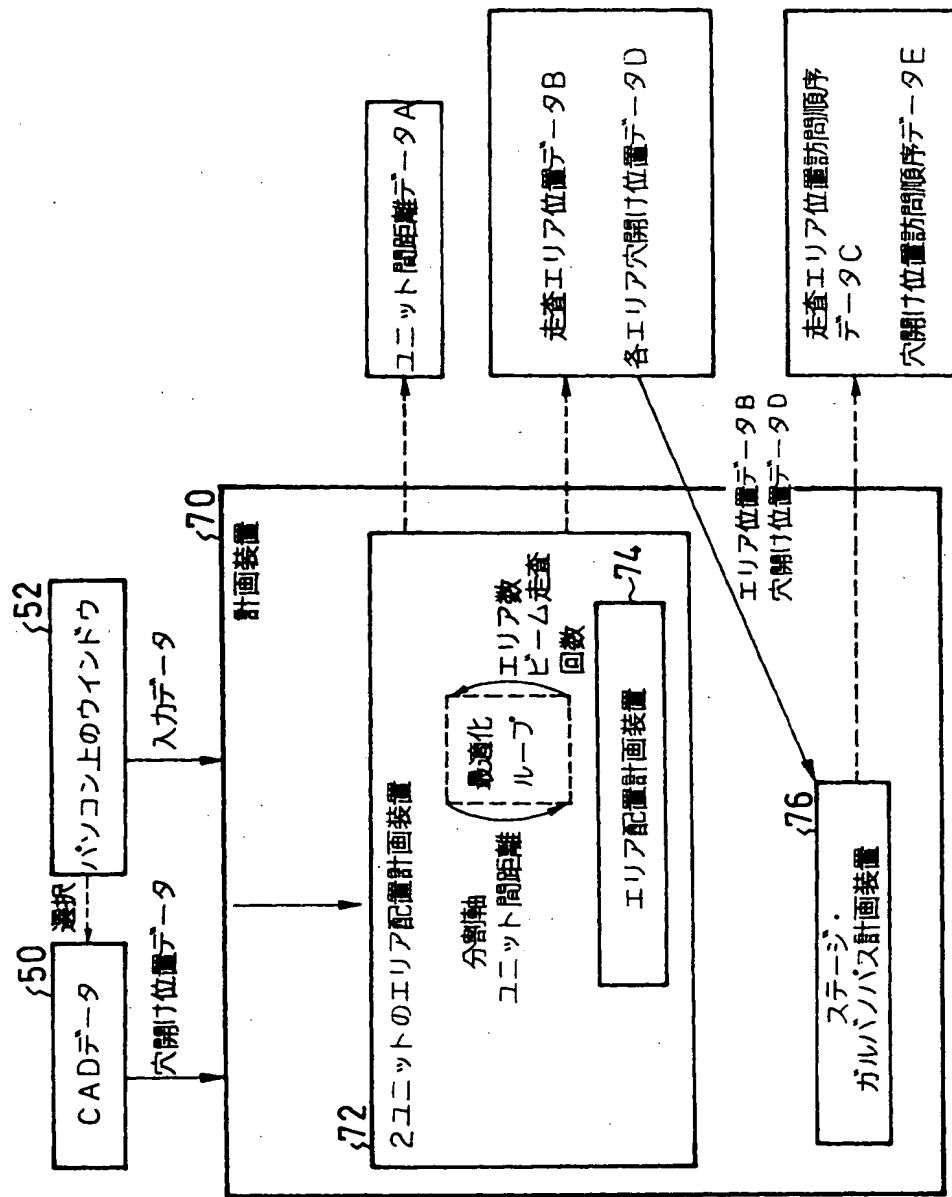 50
CADデータ
選択
52
パソコン上のウインドウ
穴開け位置データ
入力データ
70
計画装置
72
2ユニットのエリア配置計画装置
分割軸
ユニット間距離
最適化
ループ
エリア数
ビーム走査
回数
74
エリア配置計画装置
76
ステージ・
ガルバノパス計画装置
ユニット間距離データA
走査エリア位置データB
各エリア穴開け位置データD
エリア位置データB
穴開け位置データD
走査エリア位置訪問順序
データC
穴開け位置訪問順序データE